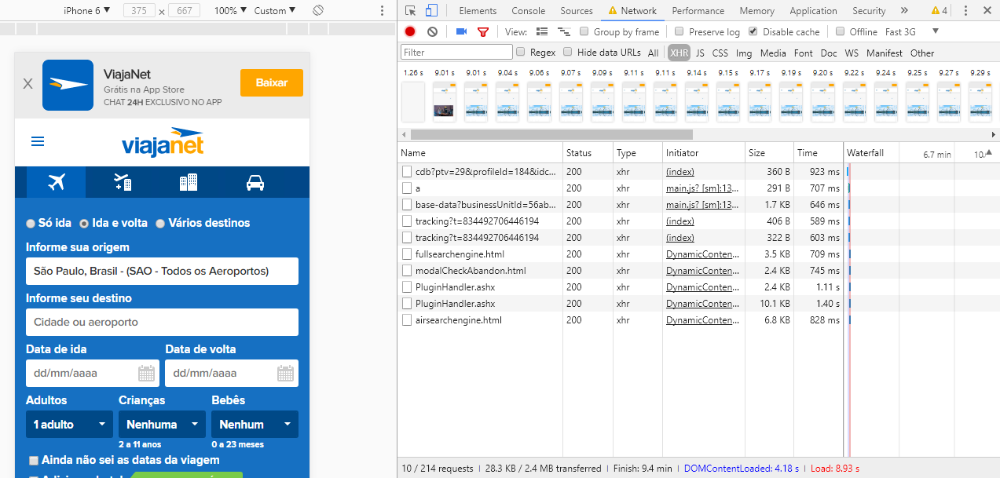 iPhone 6 ▼ 375 x 667 100% ▼ Custom ▼
X
ViajaNet
Grátis na App Store
CHAT 24H EXCLUSIVO NO APP
Baixar
viajanet
Só ida Ida e volta Vários destinos
Informe sua origem
São Paulo, Brasil - (SAO - Todos os Aeroportos)
Informe seu destino
Cidade ou aeroporto
Data de ida Data de volta
dd/mm/aaaa dd/mm/aaaa
Adultos Crianças Bebês
1 adulto Nenhuma Nenhum
2 a 11 anos 0 a 23 meses
Ainda não sei as datas da viagem
Elements Console Sources Network Performance Memory Application Security » 4
View: Group by frame Preserve log Disable cache Offline Fast 3G ▼
Filter Regex Hide data URLs All XHR JS CSS Img Media Font Doc WS Manifest Other
1.26 s 9.01 s 9.01 s 9.04 s 9.06 s 9.07 s 9.09 s 9.11 s 9.11 s 9.14 s 9.15 s 9.17 s 9.19 s 9.20 s 9.22 s 9.24 s 9.25 s 9.27 s 9.29 s
Name Status Type Initiator Size Time Waterfall 6.7 min 10.
cdb?ptv=29&profileId=184&idc... 200 xhr (index) 360 B 923 ms
a 200 xhr main.js? [sm]:13... 291 B 707 ms
base-data?businessUnitId=56ab... 200 xhr main.js? [sm]:13... 1.7 KB 646 ms
tracking?t=834492706446194 200 xhr (index) 406 B 589 ms
tracking?t=834492706446194 200 xhr (index) 322 B 603 ms
fullsearchengine.html 200 xhr DynamicConten... 3.5 KB 709 ms
modalCheckAbandon.html 200 xhr DynamicConten... 2.4 KB 745 ms
PluginHandler.ashx 200 xhr DynamicConten... 2.4 KB 1.11 s
PluginHandler.ashx 200 xhr DynamicConten... 10.1 KB 1.40 s
airsearchengine.html 200 xhr DynamicConten... 6.8 KB 828 ms
10 / 214 requests | 28.3 KB / 2.4 MB transferred | Finish: 9.4 min | DOMContentLoaded: 4.18 s | Load: 8.93 s